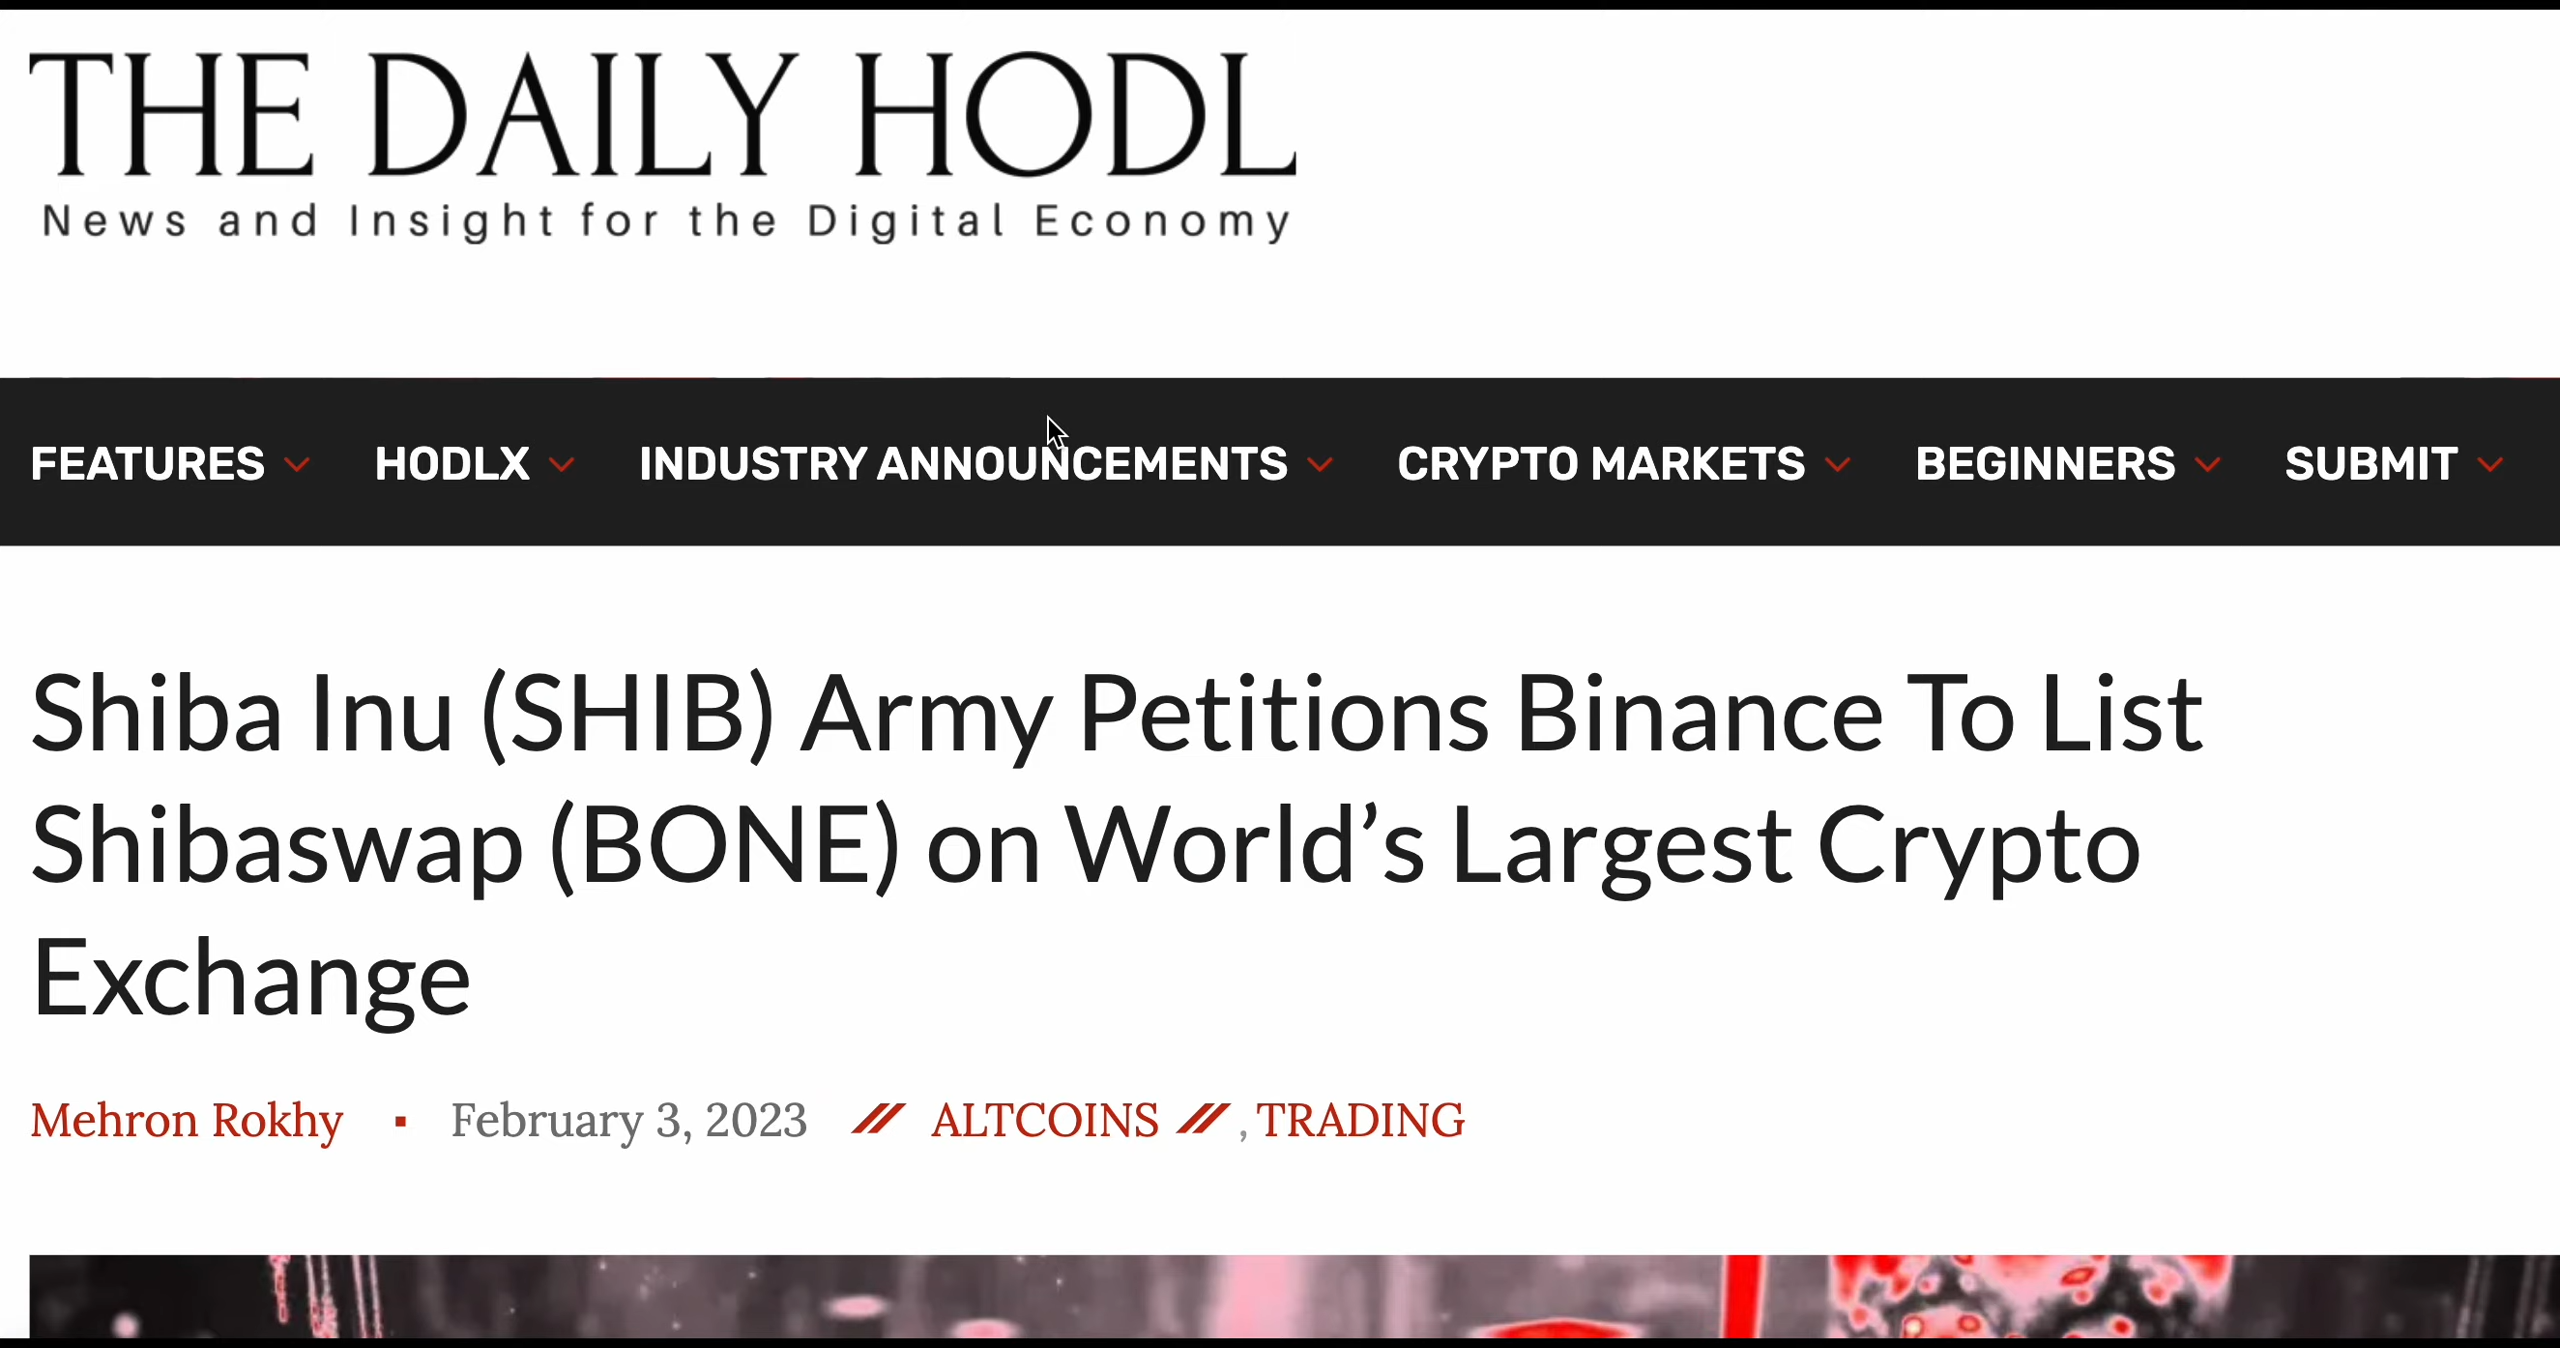 THE DAILY HODL
News and Insight for the Digital Economy
FEATURES HODLX INDUSTRY ANNOUNCEMENTS CRYPTO MARKETS BEGINNERS SUBMIT
Shiba Inu (SHIB) Army Petitions Binance To List
Shibaswap (BONE) on World’s Largest Crypto
Exchange
Mehron Rokhy ▪ February 3, 2023 // ALTCOINS // , TRADING